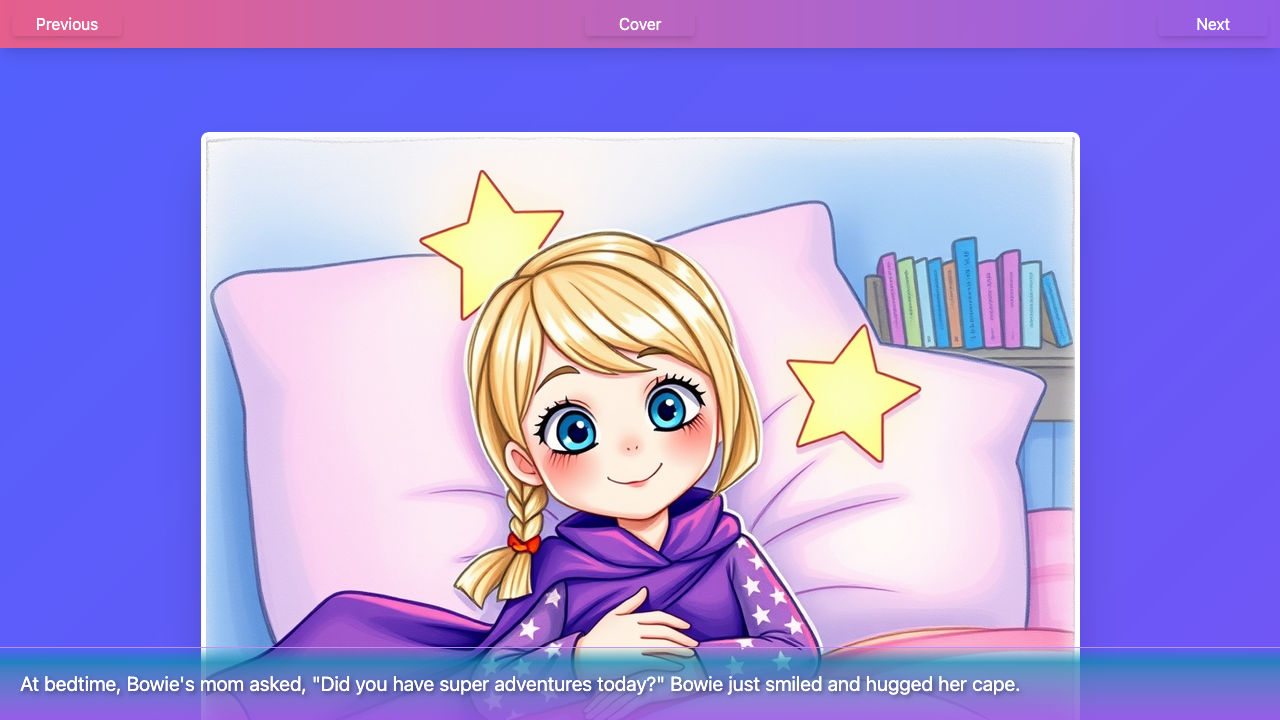 Previous
Cover
Next
At bedtime, Bowie's mom asked, "Did you have super adventures today?" Bowie just smiled and hugged her cape.